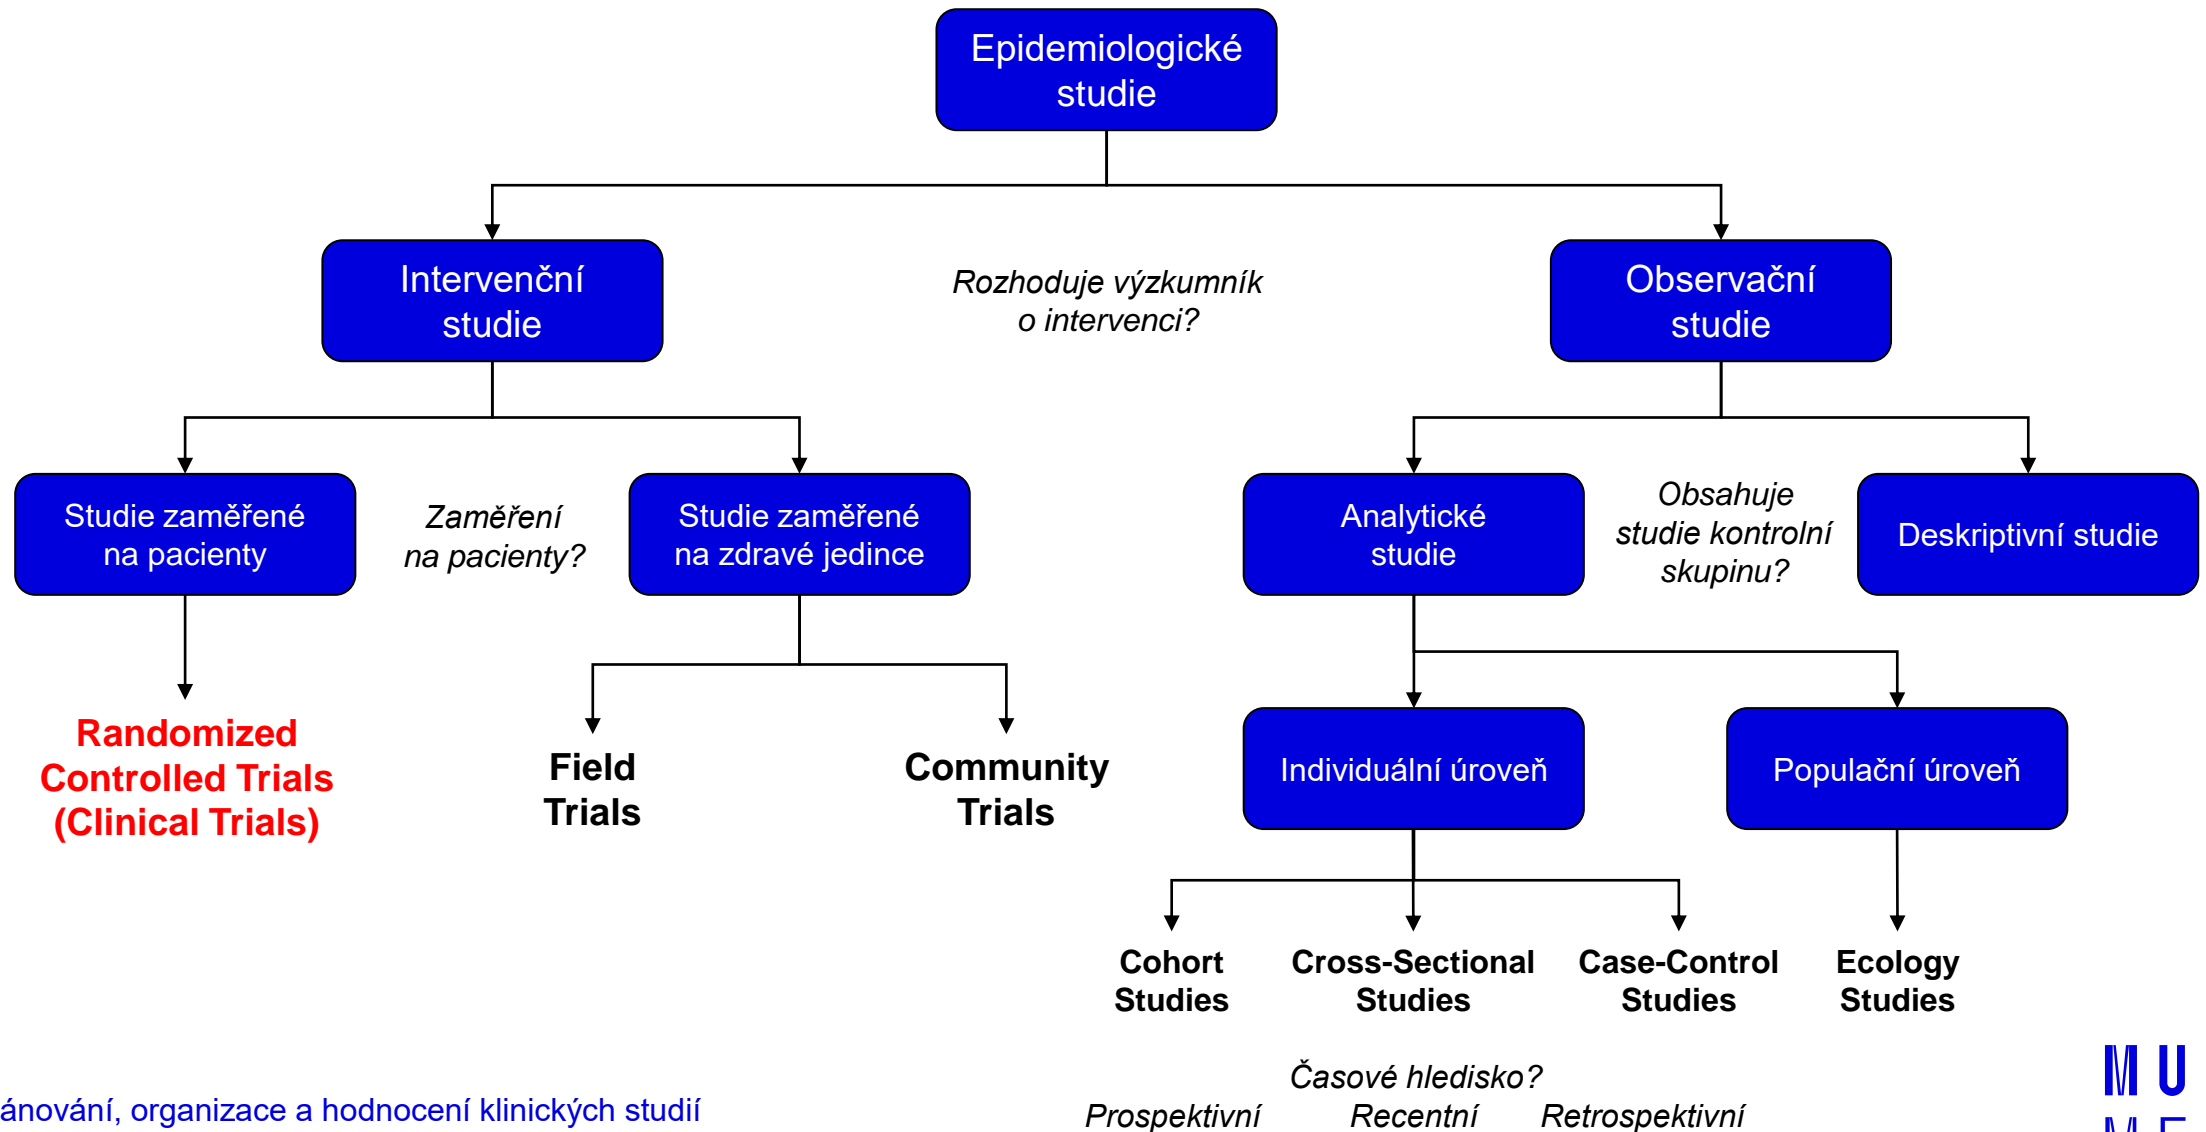 Epidemiologické
studie
Intervenční
studie
Rozhoduje výzkumník
o intervenci?
Observační
studie
Studie zaměřené
na pacienty
Zaměření
na pacienty?
Studie zaměřené
na zdravé jedince
Analytické
studie
Obsahuje
studie kontrolní
skupinu?
Deskriptivní studie
Randomized
Controlled Trials
(Clinical Trials)
Field
Trials
Community
Trials
Individuální úroveň
Populační úroveň
Cohort
Studies
Cross-Sectional
Studies
Case-Control
Studies
Ecology
Studies
Časové hledisko?
Prospektivní Recentní Retrospektivní
organizace a hodnocení klinických studií
MU